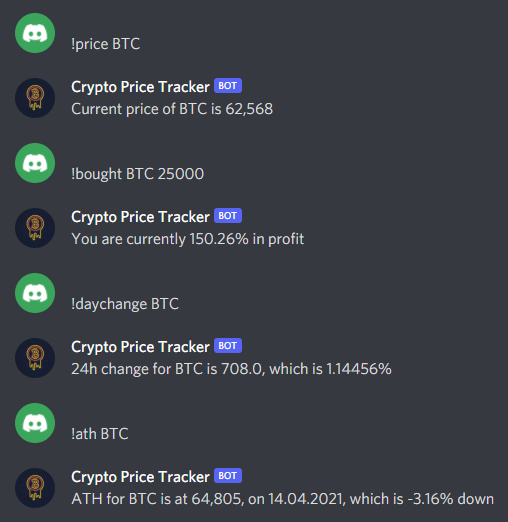 !price BTC
Crypto Price Tracker BOT
Current price of BTC is 62,568
!bought BTC 25000
Crypto Price Tracker BOT
You are currently 150.26% in profit
!daychange BTC
Crypto Price Tracker BOT
24h change for BTC is 708.0, which is 1.14456%
!ath BTC
Crypto Price Tracker BOT
ATH for BTC is at 64,805, on 14.04.2021, which is -3.16% down